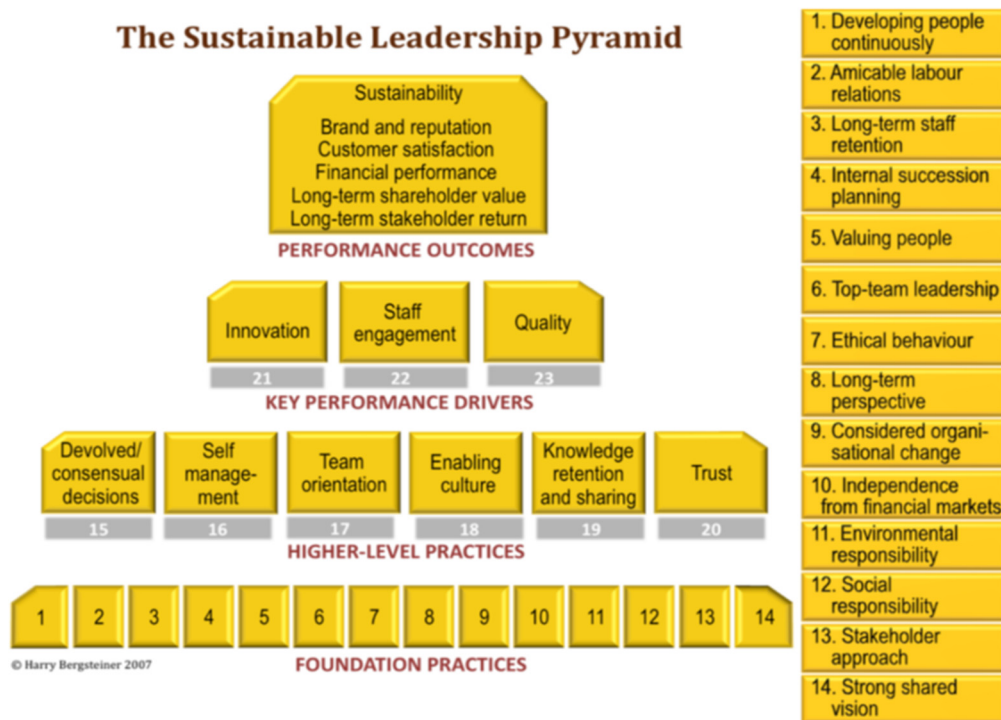 The Sustainable Leadership Pyramid
Sustainability
Brand and reputation
Customer satisfaction
Financial performance
Long-term shareholder value
Long-term stakeholder return
PERFORMANCE OUTCOMES
Innovation
Staff
engagement
Quality
21
22
23
KEY PERFORMANCE DRIVERS
Devolved/
consensual
decisions
Self
manage-
ment
Team
orientation
Enabling
culture
Knowledge
retention
and sharing
Trust
15
16
17
18
19
20
HIGHER-LEVEL PRACTICES
1
2
3
4
5
6
7
8
9
10
11
12
13
14
© Harry Bergsteiner 2007
FOUNDATION PRACTICES
1. Developing people
continuously
2. Amicable labour
relations
3. Long-term staff
retention
4. Internal succession
planning
5. Valuing people
6. Top-team leadership
7. Ethical behaviour
8. Long-term
perspective
9. Considered organi-
sational change
10. Independence
from financial markets
11. Environmental
responsibility
12. Social
responsibility
13. Stakeholder
approach
14. Strong shared
vision